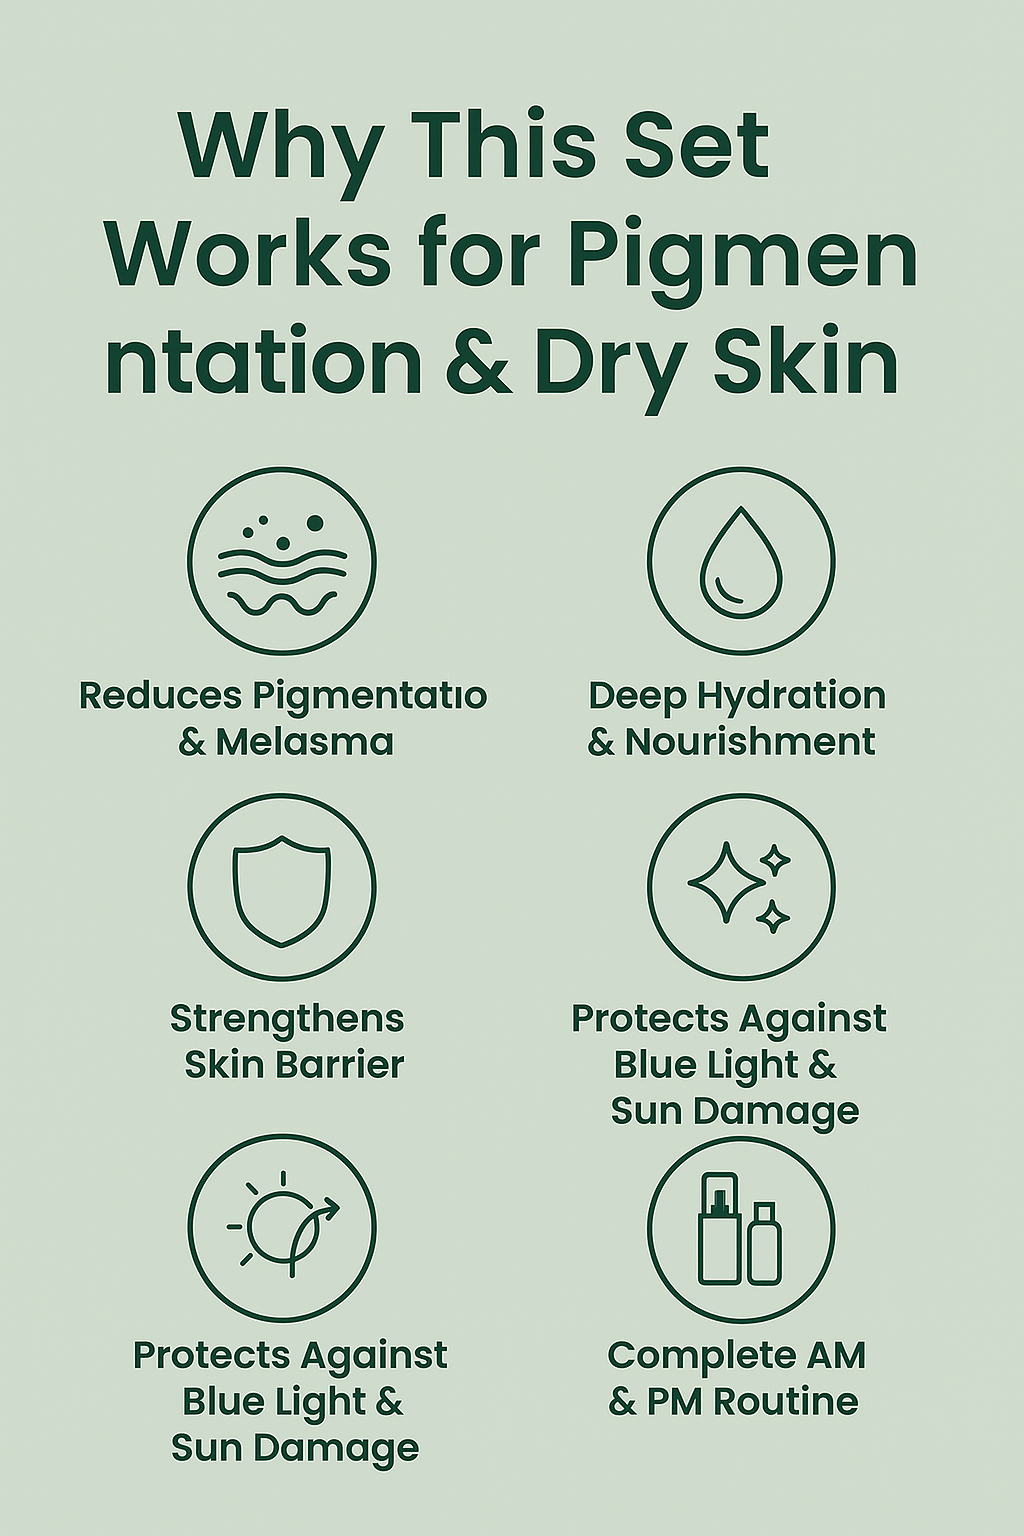 Why This Set
Works for Pigmen
ntation & Dry Skin
Reduces Pigmentatıo
& Melasma
Deep Hydration
& Nourishment
Strengthens
Skin Barrier
Protects Against
Blue Light &
Sun Damage
Protects Against
Blue Light &
Sun Damage
Complete AM
& PM Routine